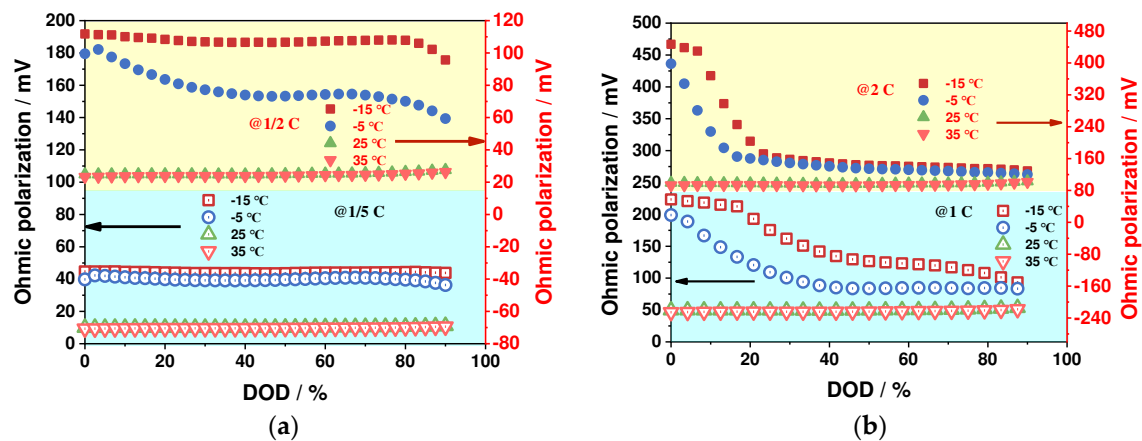 Ohmic polarization / mV
200
180
160
140
120
100
80
60
40
20
0
120
100
80
60
40
20
0
-20
-40
-60
-80
Ohmic polarization / mV
@1/2 C
-15 °C
-5 °C
25 °C
35 °C
@1/5 C
-15 °C
-5 °C
25 °C
35 °C
0 20 40 60 80 100
DOD / %
(a)
Ohmic polarization / mV
500
450
400
350
300
250
200
150
100
50
0
480
400
320
240
160
80
0
-80
-160
-240
Ohmic polarization / mV
@2 C
-15 °C
-5 °C
25 °C
35 °C
@1 C
-15 °C
-5 °C
25 °C
35 °C
0 20 40 60 80 100
DOD / %
(b)